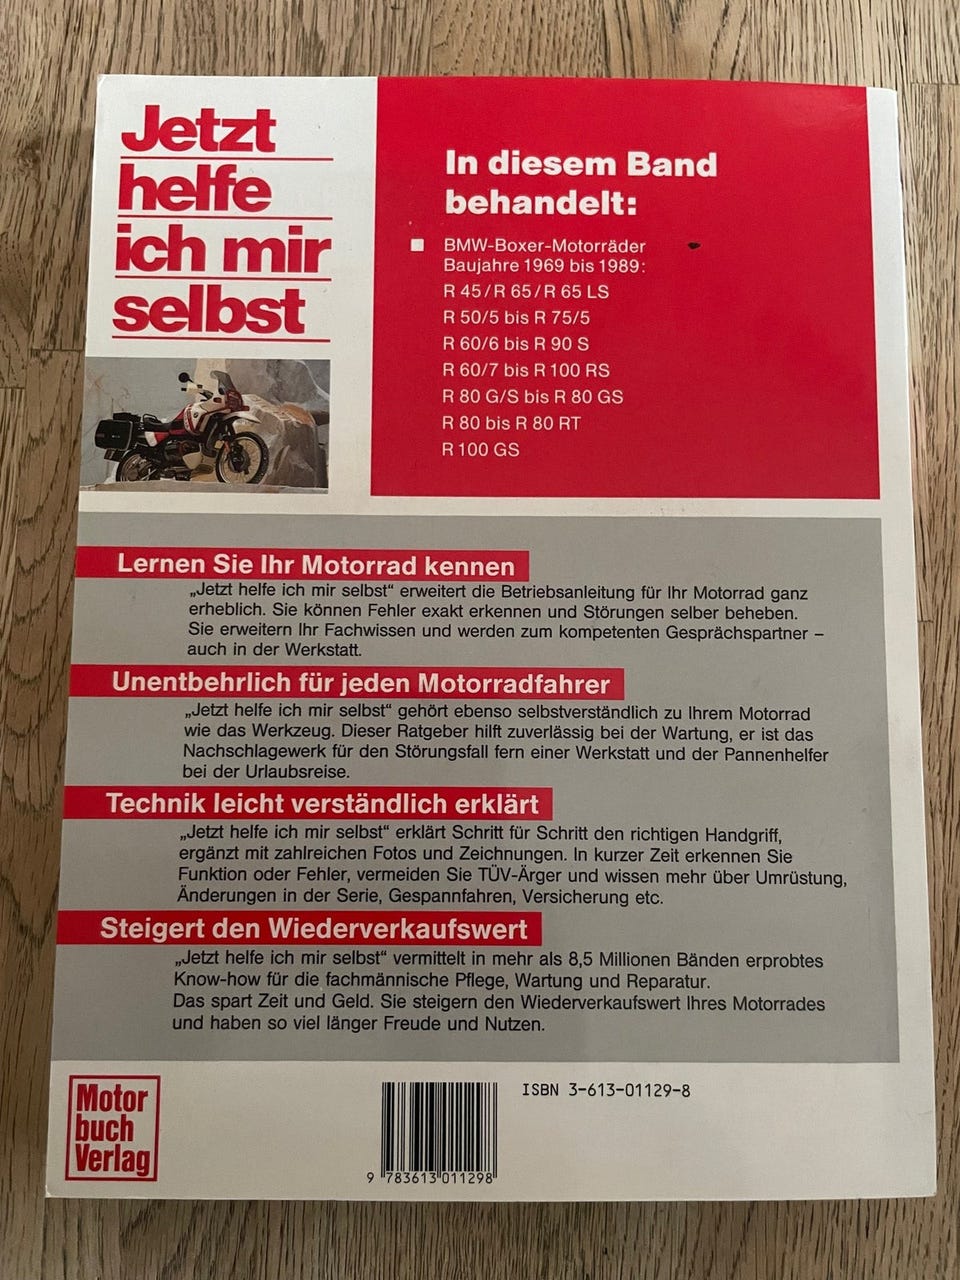 Jetzt
helfe
ich mir
selbst
In diesem Band
behandelt:
BMW-Boxer-Motorräder
Baujahre 1969 bis 1989:
R 45/R 65/R 65 LS
R 50/5 bis R 75/5
R 60/6 bis R 90 S
R 60/7 bis R 100 RS
R 80 G/S bis R 80 GS
R 80 bis R 80 RT
R 100 GS
Lernen Sie Ihr Motorrad kennen
„Jetzt helfe ich mir selbst“ erweitert die Betriebsanleitung für Ihr Motorrad ganz
erheblich. Sie können Fehler exakt erkennen und Störungen selber beheben.
Sie erweitern Ihr Fachwissen und werden zum kompetenten Gesprächspartner –
auch in der Werkstatt.
Unentbehrlich für jeden Motorradfahrer
„Jetzt helfe ich mir selbst“ gehört ebenso selbstverständlich zu Ihrem Motorrad
wie das Werkzeug. Dieser Ratgeber hilft zuverlässig bei der Wartung, er ist das
Nachschlagewerk für den Störungsfall fern einer Werkstatt und der Pannenhelfer
bei der Urlaubsreise.
Technik leicht verständlich erklärt
„Jetzt helfe ich mir selbst“ erklärt Schritt für Schritt den richtigen Handgriff,
ergänzt mit zahlreichen Fotos und Zeichnungen. In kurzer Zeit erkennen Sie
Funktion oder Fehler, vermeiden Sie TÜV-Ärger und wissen mehr über Umrüstung,
Änderungen in der Serie, Gespannfahren, Versicherung etc.
Steigert den Wiederverkaufswert
„Jetzt helfe ich mir selbst“ vermittelt in mehr als 8,5 Millionen Bänden erprobtes
Know-how für die fachmännische Pflege, Wartung und Reparatur.
Das spart Zeit und Geld. Sie steigern den Wiederverkaufswert Ihres Motorrades
und haben so viel länger Freude und Nutzen.
Motor
buch
Verlag
ISBN 3-613-01129-8
9 783613 011298